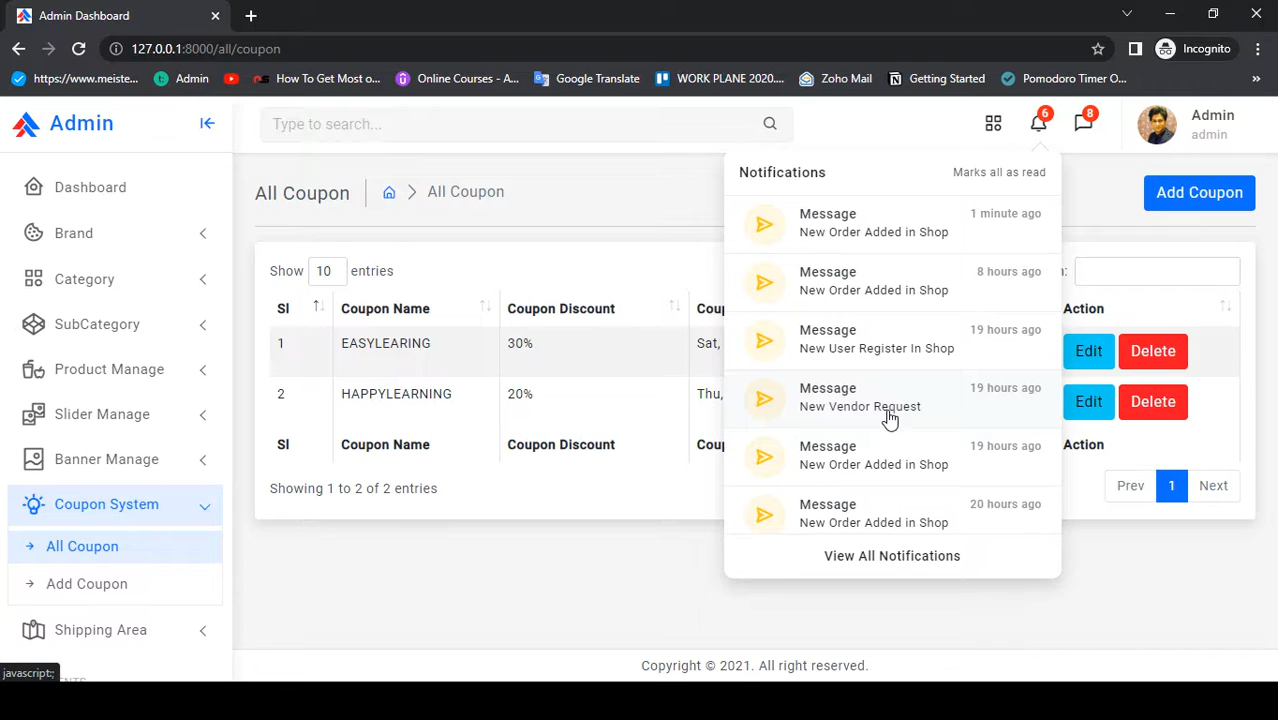 Admin Dashboard
127.0.0.1:8000/all/coupon
Incognito
https://www.meiste...
Admin
How To Get Most o...
Online Courses - A...
Google Translate
WORK PLANE 2020....
Zoho Mail
Getting Started
Pomodoro Timer O...
Admin
Type to search...
6
8
Admin
admin
Dashboard
Brand
Category
SubCategory
Product Manage
Slider Manage
Banner Manage
Coupon System
All Coupon
Add Coupon
Shipping Area
javascript:;
All Coupon
All Coupon
Add Coupon
Show 10 entries
Sl Coupon Name Coupon Discount Action
1 EASYLEARING 30% Sat, Edit Delete
2 HAPPYLEARNING 20% Thu, Edit Delete
Sl Coupon Name Coupon Discount Action
Showing 1 to 2 of 2 entries
Prev 1 Next
Notifications Marks all as read
Message 1 minute ago
New Order Added in Shop
Message 8 hours ago
New Order Added in Shop
Message 19 hours ago
New User Register In Shop
Message 19 hours ago
New Vendor Request
Message 19 hours ago
New Order Added in Shop
Message 20 hours ago
New Order Added in Shop
View All Notifications
Copyright © 2021. All right reserved.